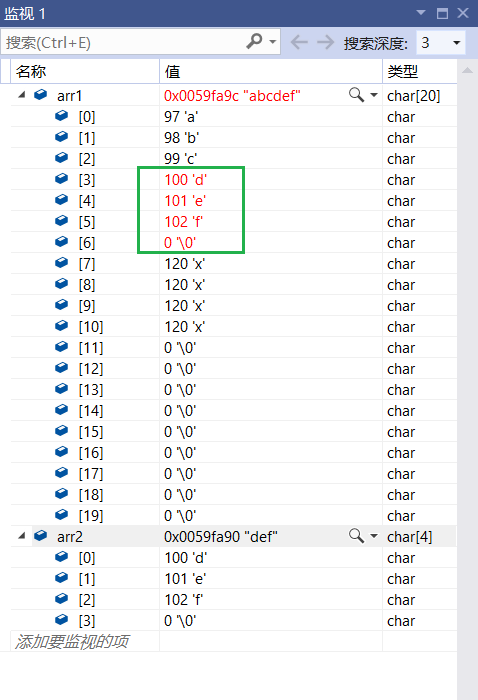 监视 1
搜索(Ctrl+E) 搜索深度: 3
名称 值 类型
arr1 0x0059fa9c "abcdef" char[20]
[0] 97 'a' char
[1] 98 'b' char
[2] 99 'c' char
[3] 100 'd' char
[4] 101 'e' char
[5] 102 'f' char
[6] 0 '\0' char
[7] 120 'x' char
[8] 120 'x' char
[9] 120 'x' char
[10] 120 'x' char
[11] 0 '\0' char
[12] 0 '\0' char
[13] 0 '\0' char
[14] 0 '\0' char
[15] 0 '\0' char
[16] 0 '\0' char
[17] 0 '\0' char
[18] 0 '\0' char
[19] 0 '\0' char
arr2 0x0059fa90 "def" char[4]
[0] 100 'd' char
[1] 101 'e' char
[2] 102 'f' char
[3] 0 '\0' char
添加要监视的项